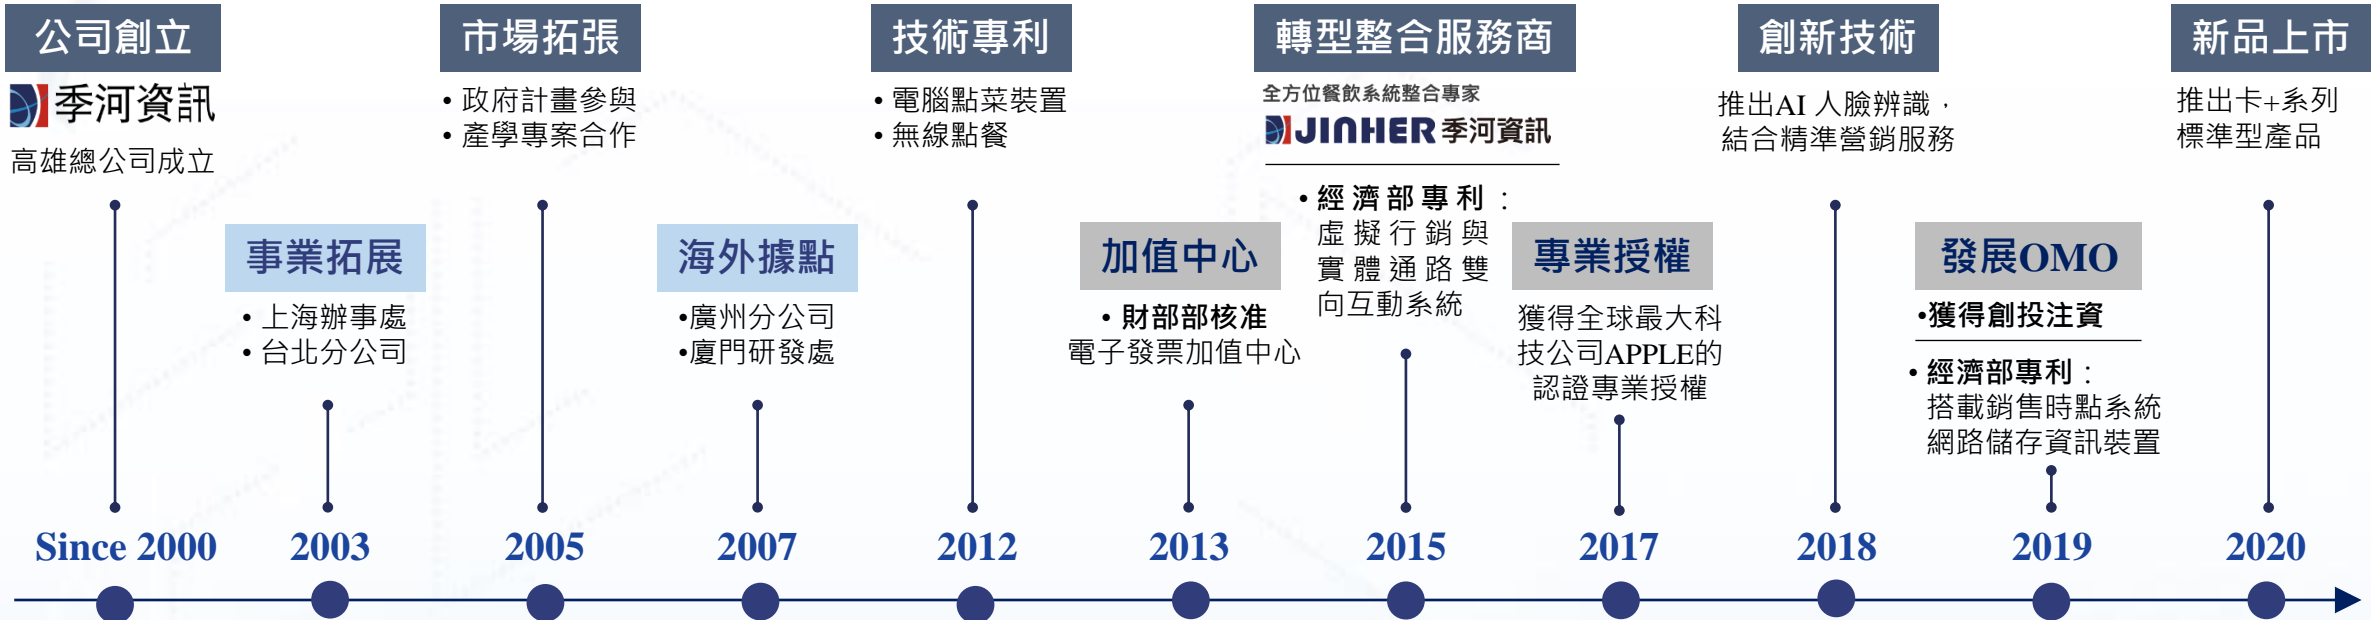 公司創立
季河資訊
高雄總公司成立
Since 2000
事業拓展
• 上海辦事處
• 台北分公司
2003
市場拓張
• 政府計畫參與
• 產學專案合作
2005
海外據點
•廣州分公司
•廈門研發處
2007
技術專利
• 電腦點菜裝置
• 無線點餐
2012
加值中心
• 財部部核准
電子發票加值中心
2013
轉型整合服務商
全方位餐飲系統整合專家
JINHER 季河資訊
• 經濟部專利：
虛擬行銷與
實體通路雙
向互動系統
2015
專業授權
獲得全球最大科
技公司APPLE的
認證專業授權
2017
創新技術
推出AI 人臉辨識，
結合精準營銷服務
2018
發展OMO
•獲得創投注資
• 經濟部專利：
搭載銷售時點系統
網路儲存資訊裝置
2019
新品上市
推出卡+系列
標準型產品
2020